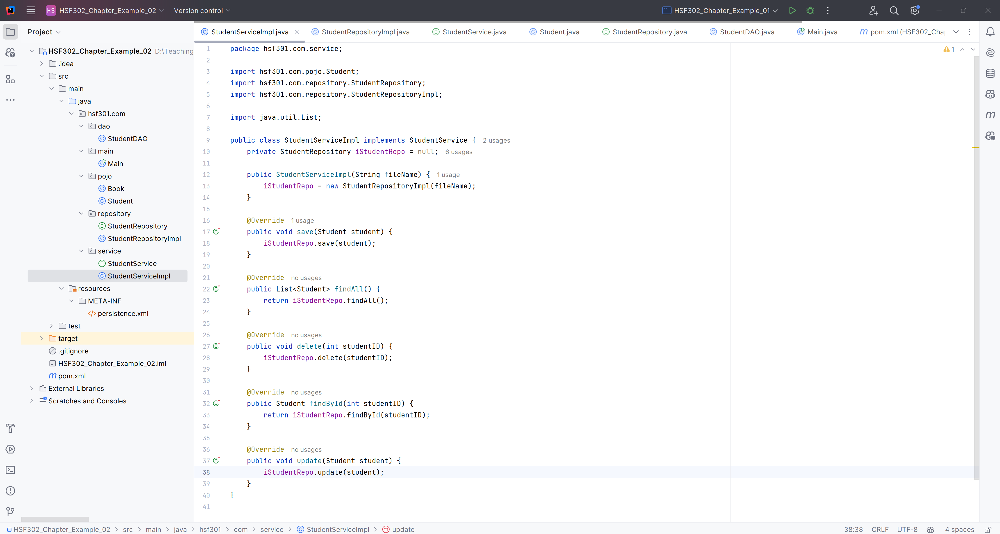 HS HSF302_Chapter_Example_02 Version control HSF302_Chapter_Example_01
Project
HSF302_Chapter_Example_02 D:\Teaching
.idea
src
main
java
hsf301.com
dao
StudentDAO
main
Main
pojo
Book
Student
repository
StudentRepository
StudentRepositoryImpl
service
StudentService
StudentServiceImpl
resources
META-INF
persistence.xml
test
target
.gitignore
HSF302_Chapter_Example_02.iml
pom.xml
External Libraries
Scratches and Consoles
StudentServiceImpl.java StudentRepositoryImpl.java StudentService.java Student.java StudentRepository.java StudentDAO.java Main.java pom.xml (HSF302_Cha
1 package hsf301.com.service; 1
2
3 import hsf301.com.pojo.Student;
4 import hsf301.com.repository.StudentRepository;
5 import hsf301.com.repository.StudentRepositoryImpl;
6
7 import java.util.List;
8
9 public class StudentServiceImpl implements StudentService { 2 usages
10 private StudentRepository iStudentRepo = null; 6 usages
11
12 public StudentServiceImpl(String fileName) { 1 usage
13 iStudentRepo = new StudentRepositoryImpl(fileName);
14 }
15
16 @Override 1 usage
17 public void save(Student student) {
18 iStudentRepo.save(student);
19 }
20
21 @Override no usages
22 public List<Student> findAll() {
23 return iStudentRepo.findAll();
24 }
25
26 @Override no usages
27 public void delete(int studentID) {
28 iStudentRepo.delete(studentID);
29 }
30
31 @Override no usages
32 public Student findById(int studentID) {
33 return iStudentRepo.findById(studentID);
34 }
35
36 @Override no usages
37 public void update(Student student) {
38 iStudentRepo.update(student);
39 }
40 }
41
HSF302_Chapter_Example_02 > src > main > java > hsf301 > com > service > StudentServiceImpl > update 38:38 CRLF UTF-8 4 spaces